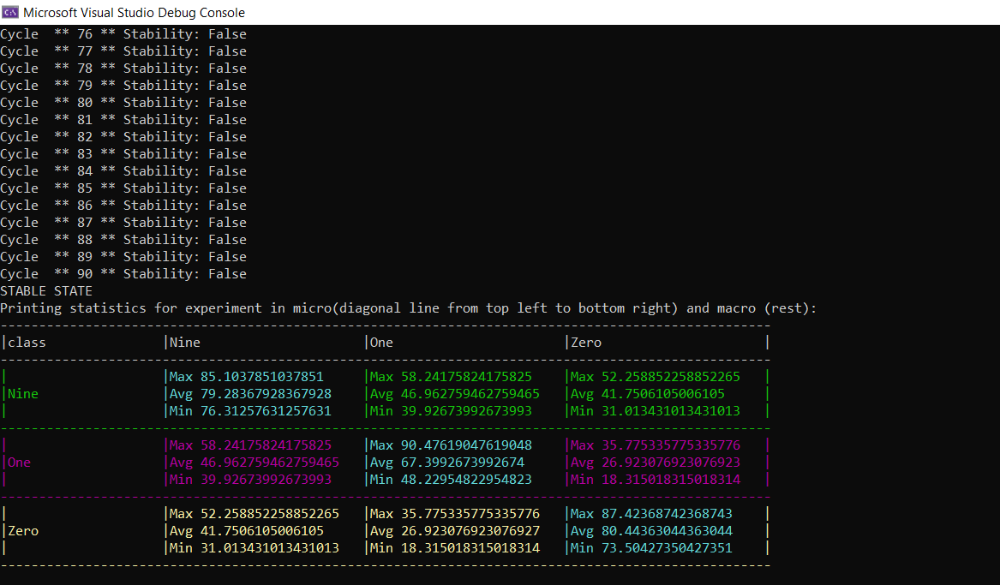 Microsoft Visual Studio Debug Console
Cycle  ** 76 ** Stability: False
Cycle  ** 77 ** Stability: False
Cycle  ** 78 ** Stability: False
Cycle  ** 79 ** Stability: False
Cycle  ** 80 ** Stability: False
Cycle  ** 81 ** Stability: False
Cycle  ** 82 ** Stability: False
Cycle  ** 83 ** Stability: False
Cycle  ** 84 ** Stability: False
Cycle  ** 85 ** Stability: False
Cycle  ** 86 ** Stability: False
Cycle  ** 87 ** Stability: False
Cycle  ** 88 ** Stability: False
Cycle  ** 89 ** Stability: False
Cycle  ** 90 ** Stability: False
STABLE STATE
Printing statistics for experiment in micro(diagonal line from top left to bottom right) and macro (rest):
----------------------------------------------------------------------------------------------------
|class               |Nine                     |One                      |Zero                     |
----------------------------------------------------------------------------------------------------
|                    |Max 85.1037851037851     |Max 58.24175824175825    |Max 52.258852258852265   |
|Nine                |Avg 79.28367928367928    |Avg 46.962759462759465   |Avg 41.7506105006105     |
|                    |Min 76.31257631257631    |Min 39.92673992673993    |Min 31.013431013431013   |
----------------------------------------------------------------------------------------------------
|                    |Max 58.24175824175825    |Max 90.47619047619048    |Max 35.775335775335776   |
|One                 |Avg 46.962759462759465   |Avg 67.3992673992674     |Avg 26.923076923076923   |
|                    |Min 39.92673992673993    |Min 48.22954822954823    |Min 18.315018315018314   |
----------------------------------------------------------------------------------------------------
|                    |Max 52.258852258852265   |Max 35.775335775335776   |Max 87.42368742368743    |
|Zero                |Avg 41.7506105006105     |Avg 26.923076923076927   |Avg 80.44363044363044    |
|                    |Min 31.013431013431013   |Min 18.315018315018314   |Min 73.50427350427351    |
----------------------------------------------------------------------------------------------------